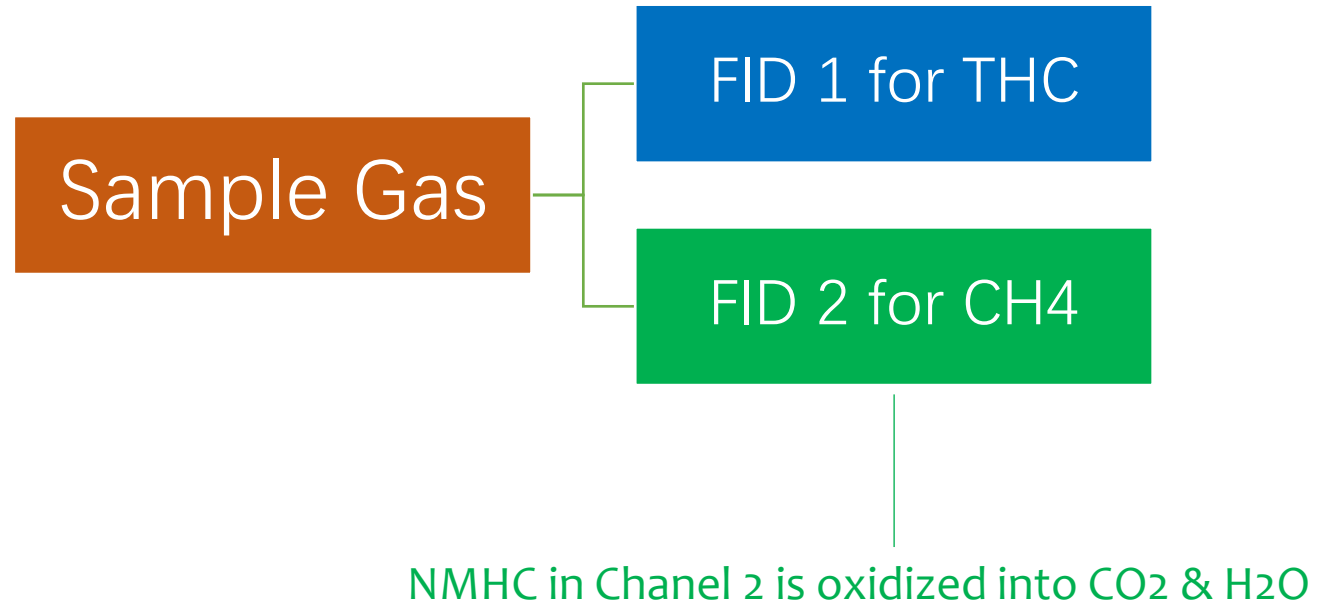 FID 1 for THC
Sample Gas
FID 2 for CH4
NMHC in Chanel 2 is oxidized into CO2 & H2O